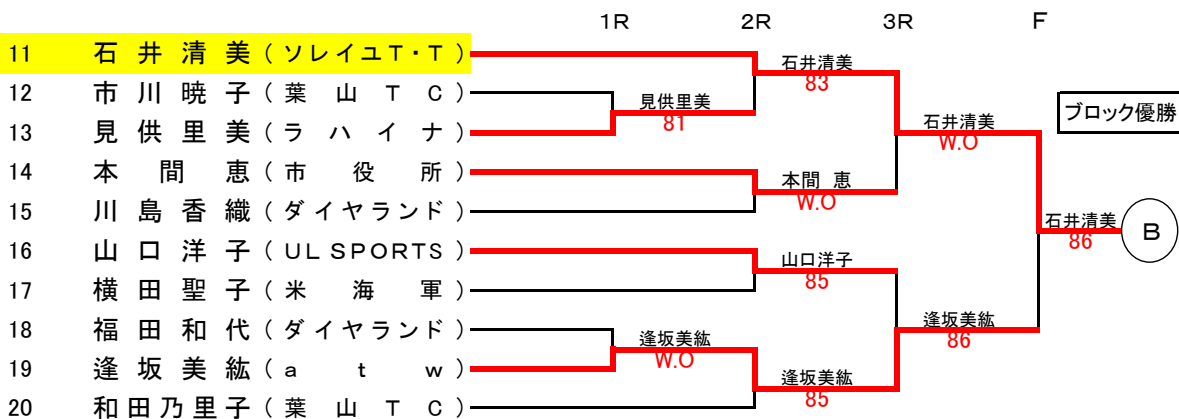 1R 2R 3R F
11 石井清美(ソレイユT・T)
石井清美
83
12 市川暁子(葉山TC)
見供里美
81
石井清美
W.O
ブロック優勝
13 見供里美(ラハイナ)
14 本間恵(市役所)
本間 恵
W.O
15 川島香織(ダイヤランド)
石井清美
86
B
16 山口洋子(UL SPORTS)
山口洋子
85
17 横田聖子(米海軍)
18 福田和代(ダイヤランド)
逢坂美紘
W.O
逢坂美紘
86
19 逢坂美紘(atw)
逢坂美紘
85
20 和田乃里子(葉山TC)